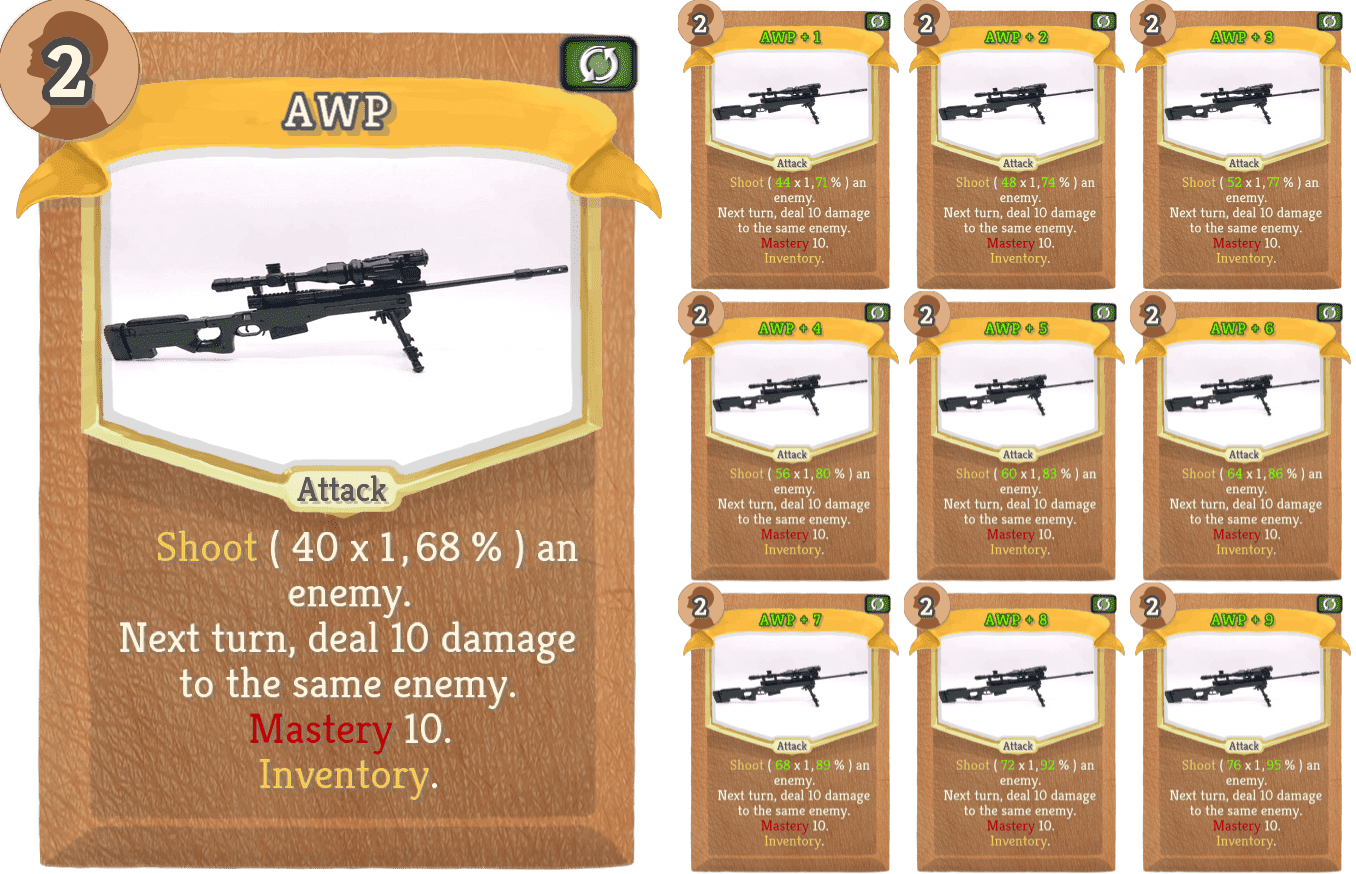 2
AWP
Attack
Shoot ( 40 x 1, 68 % ) an
enemy.
Next turn, deal 10 damage
to the same enemy.
Mastery 10.
Inventory.
2
AWP + 1
Attack
Shoot ( 44 x 1, 71 % ) an
enemy.
Next turn, deal 10 damage
to the same enemy.
Mastery 10.
Inventory.
2
AWP + 2
Attack
Shoot ( 48 x 1, 74 % ) an
enemy.
Next turn, deal 10 damage
to the same enemy.
Mastery 10.
Inventory.
2
AWP + 3
Attack
Shoot ( 52 x 1, 77 % ) an
enemy.
Next turn, deal 10 damage
to the same enemy.
Mastery 10.
Inventory.
2
AWP + 4
Attack
Shoot ( 56 x 1, 80 % ) an
enemy.
Next turn, deal 10 damage
to the same enemy.
Mastery 10.
Inventory.
2
AWP + 5
Attack
Shoot ( 60 x 1, 83 % ) an
enemy.
Next turn, deal 10 damage
to the same enemy.
Mastery 10.
Inventory.
2
AWP + 6
Attack
Shoot ( 64 x 1, 86 % ) an
enemy.
Next turn, deal 10 damage
to the same enemy.
Mastery 10.
Inventory.
2
AWP + 7
Attack
Shoot ( 68 x 1, 89 % ) an
enemy.
Next turn, deal 10 damage
to the same enemy.
Mastery 10.
Inventory.
2
AWP + 8
Attack
Shoot ( 72 x 1, 92 % ) an
enemy.
Next turn, deal 10 damage
to the same enemy.
Mastery 10.
Inventory.
2
AWP + 9
Attack
Shoot ( 76 x 1, 95 % ) an
enemy.
Next turn, deal 10 damage
to the same enemy.
Mastery 10.
Inventory.